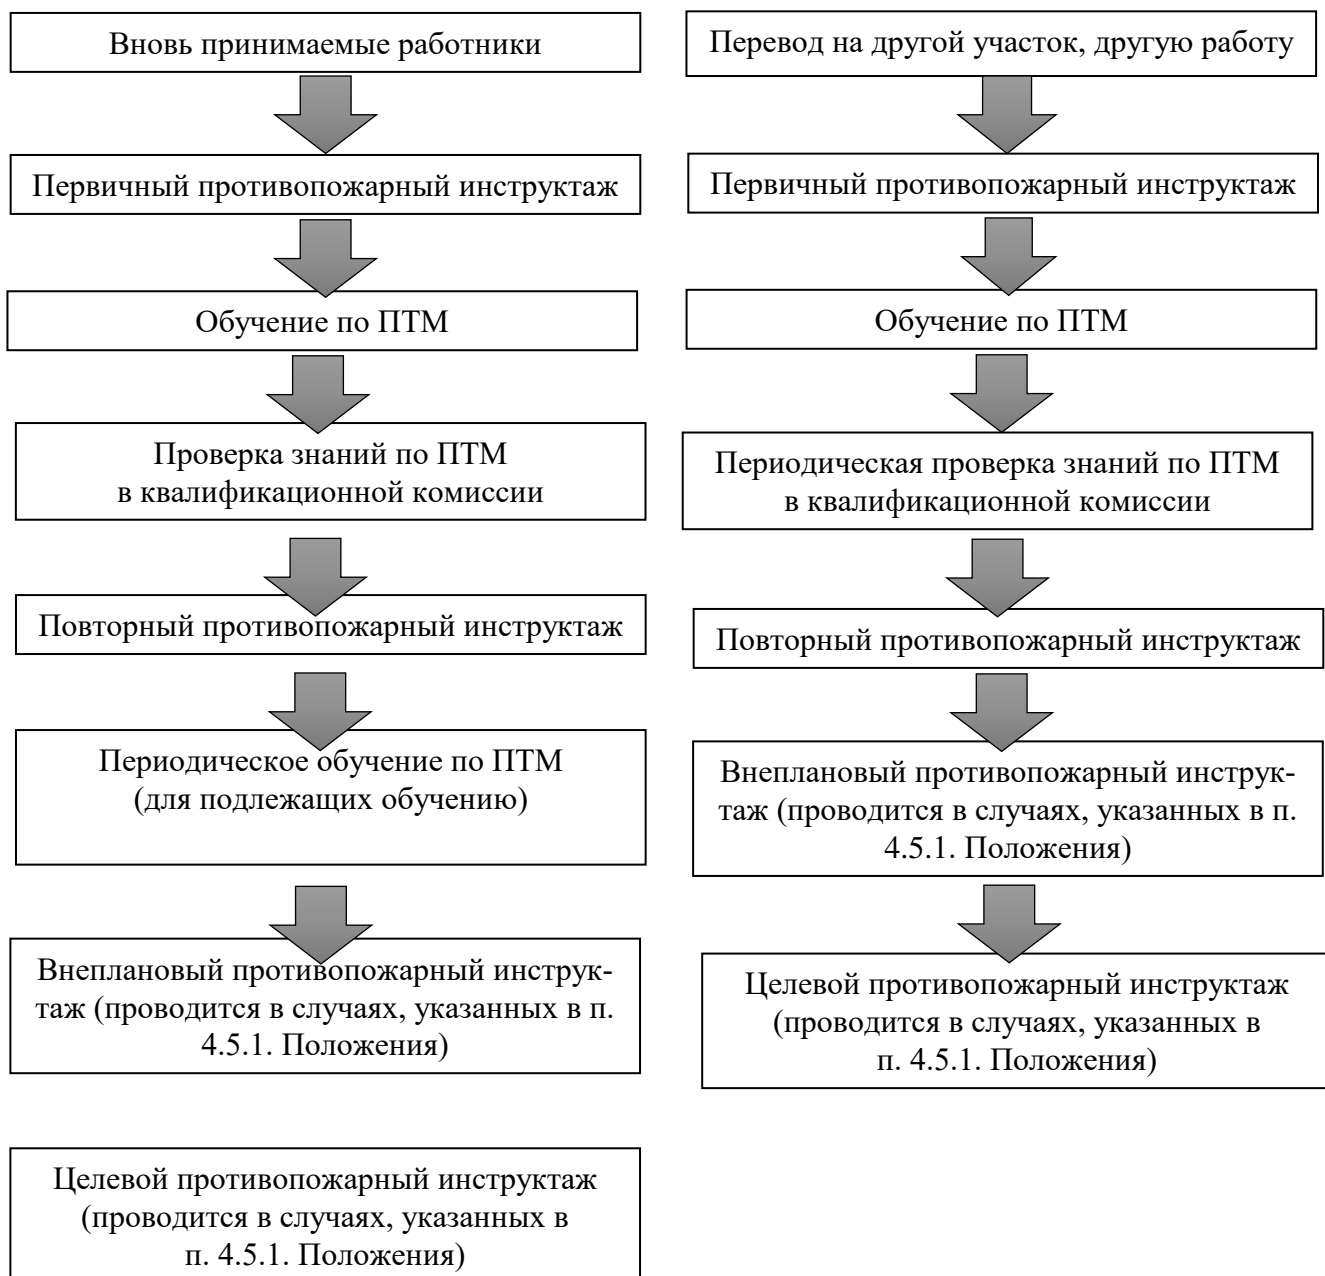 Вновь принимаемые работники
Первичный противопожарный инструктаж
Обучение по ПТМ
Проверка знаний по ПТМ
в квалификационной комиссии
Повторный противопожарный инструктаж
Периодическое обучение по ПТМ
(для подлежащих обучению)
Внеплановый противопожарный инструк-
таж (проводится в случаях, указанных в п.
4.5.1. Положения)
Целевой противопожарный инструктаж
(проводится в случаях, указанных в
п. 4.5.1. Положения)
Перевод на другой участок, другую работу
Первичный противопожарный инструктаж
Обучение по ПТМ
Периодическая проверка знаний по ПТМ
в квалификационной комиссии
Повторный противопожарный инструктаж
Внеплановый противопожарный инструк-
таж (проводится в случаях, указанных в п.
4.5.1. Положения)
Целевой противопожарный инструктаж
(проводится в случаях, указанных в
п. 4.5.1. Положения)